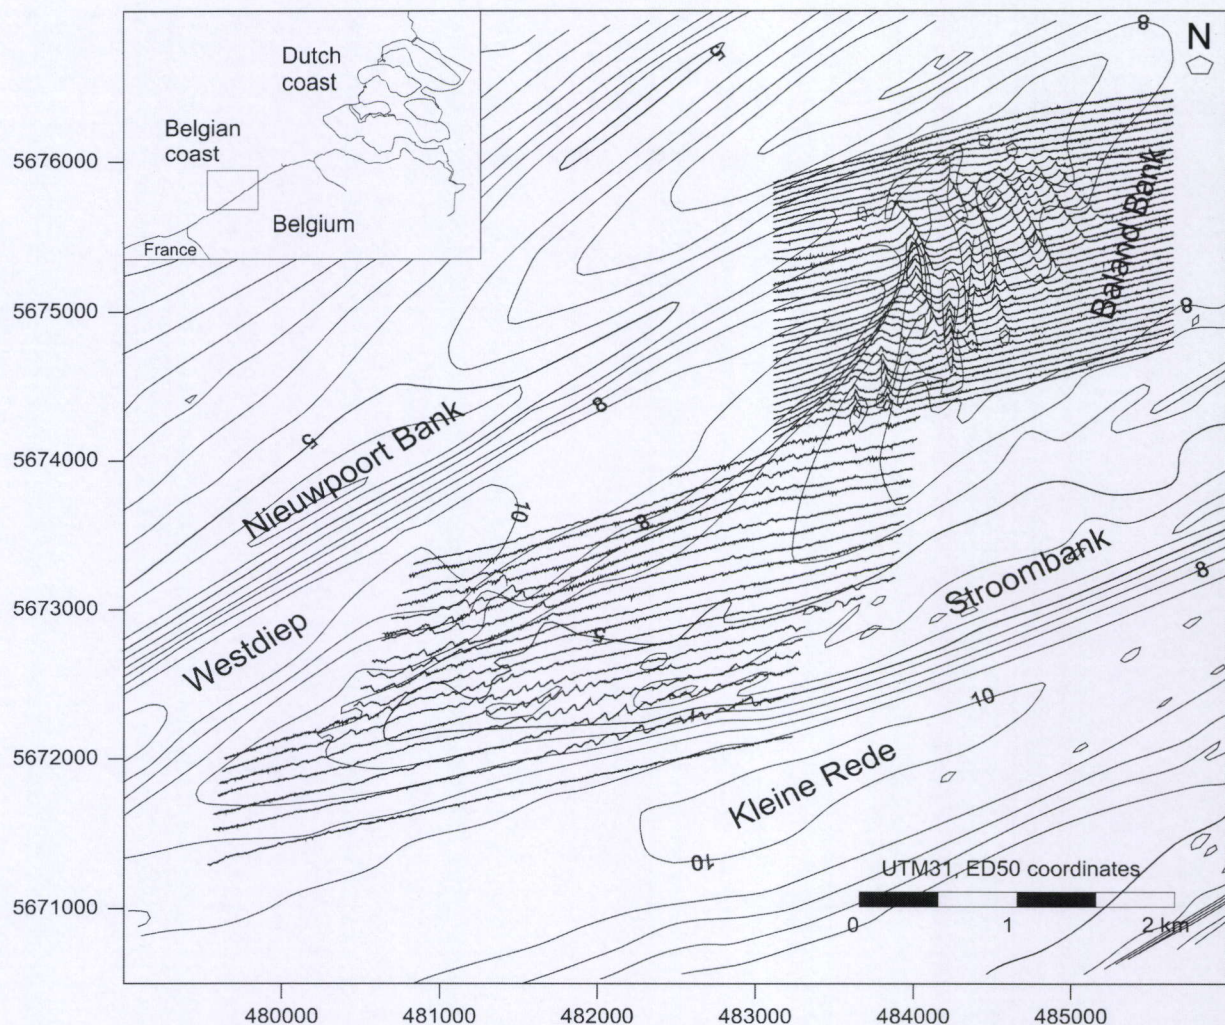 Dutch
coast
Belgian
coast
Belgium
France
N
8
5
5676000
Baland Bank
5675000
8
8
5
5674000
Nieuwpoort Bank
10
8
Stroombank
8
5673000
5
Westdiep
10
5672000
Kleine Rede
10
UTM31, ED50 coordinates
5671000
0 1 2 km
480000 481000 482000 483000 484000 485000